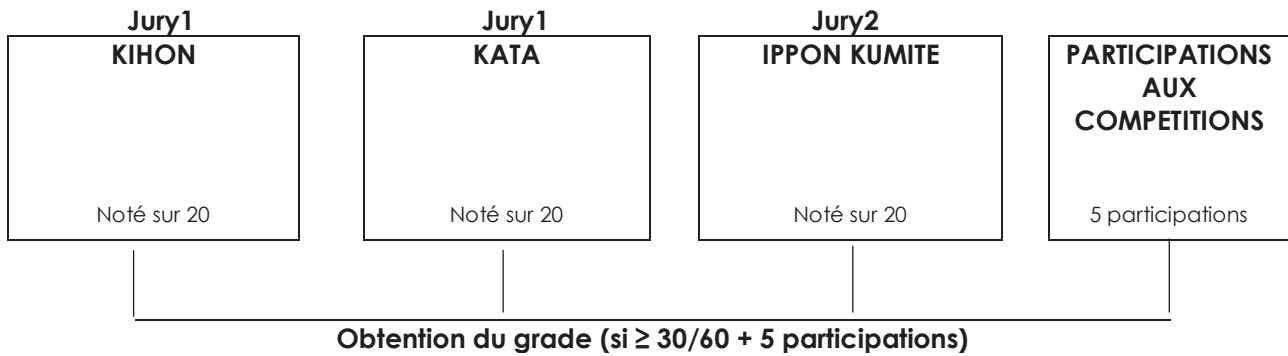 Jury1
KIHON
Noté sur 20
Jury1
KATA
Noté sur 20
Jury2
IPPON KUMITE
Noté sur 20
PARTICIPATIONS
AUX
COMPETITIONS
5 participations
Obtention du grade (si ≥ 30/60 + 5 participations)